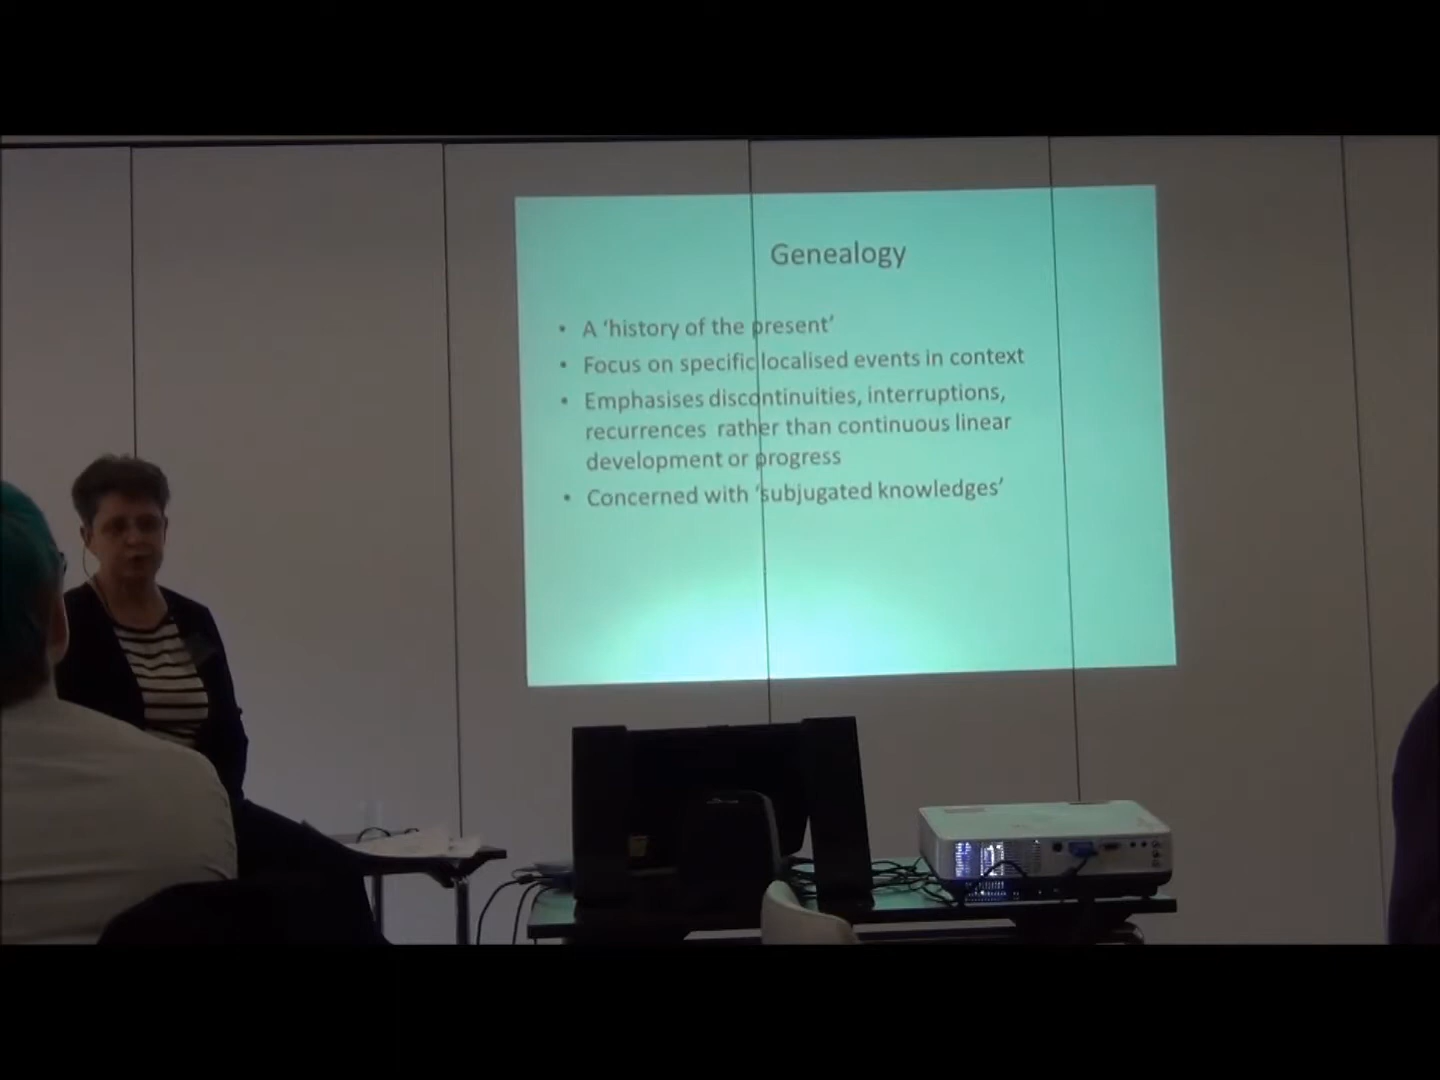 Genealogy
• A ‘history of the present’
• Focus on specific localised events in context
• Emphasises discontinuities, interruptions,
recurrences rather than continuous linear
development or progress
• Concerned with ‘subjugated knowledges’